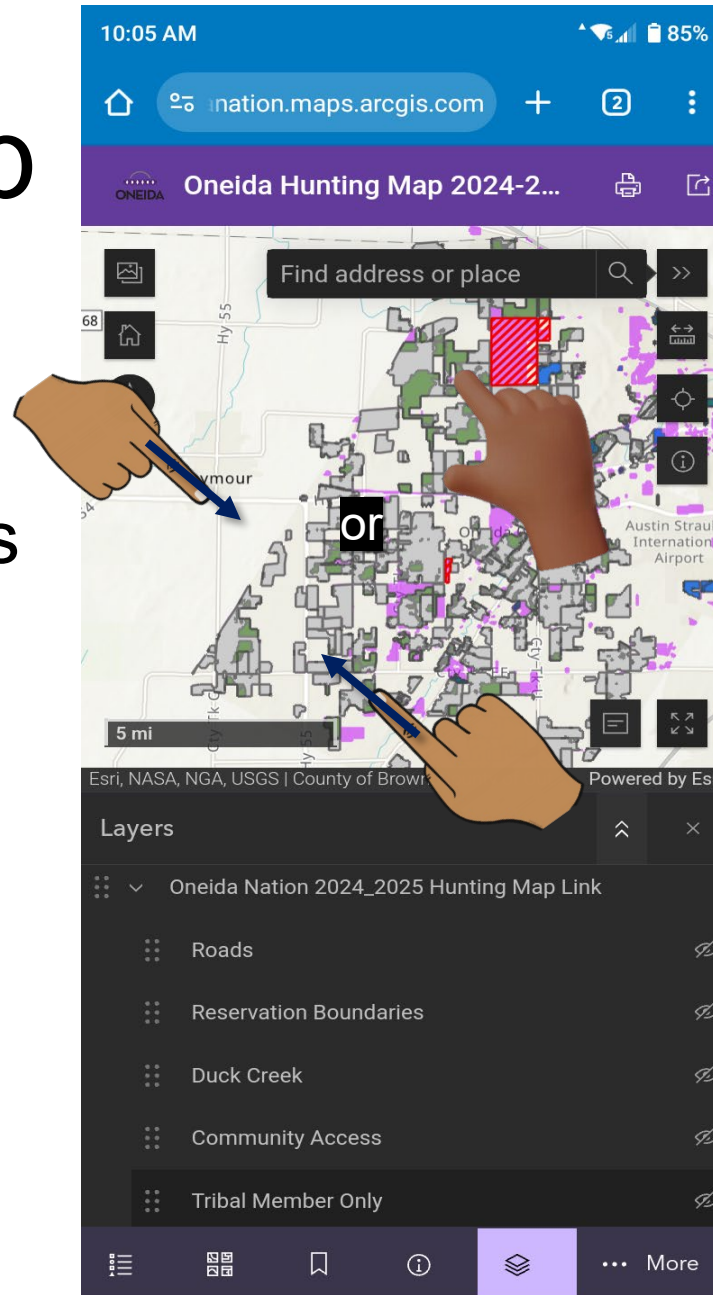 p
s
10:05 AM
85%
nation.maps.arcgis.com
2
ONEIDA
Oneida Hunting Map 2024-2...
Find address or place
Hy 55
68
54
ymour
or
Austin Straub
Internation
Airport
5 mi
Hy 55
Esri, NASA, NGA, USGS | County of Brown
Powered by Es
Layers
Oneida Nation 2024_2025 Hunting Map Link
Roads
Reservation Boundaries
Duck Creek
Community Access
Tribal Member Only
More